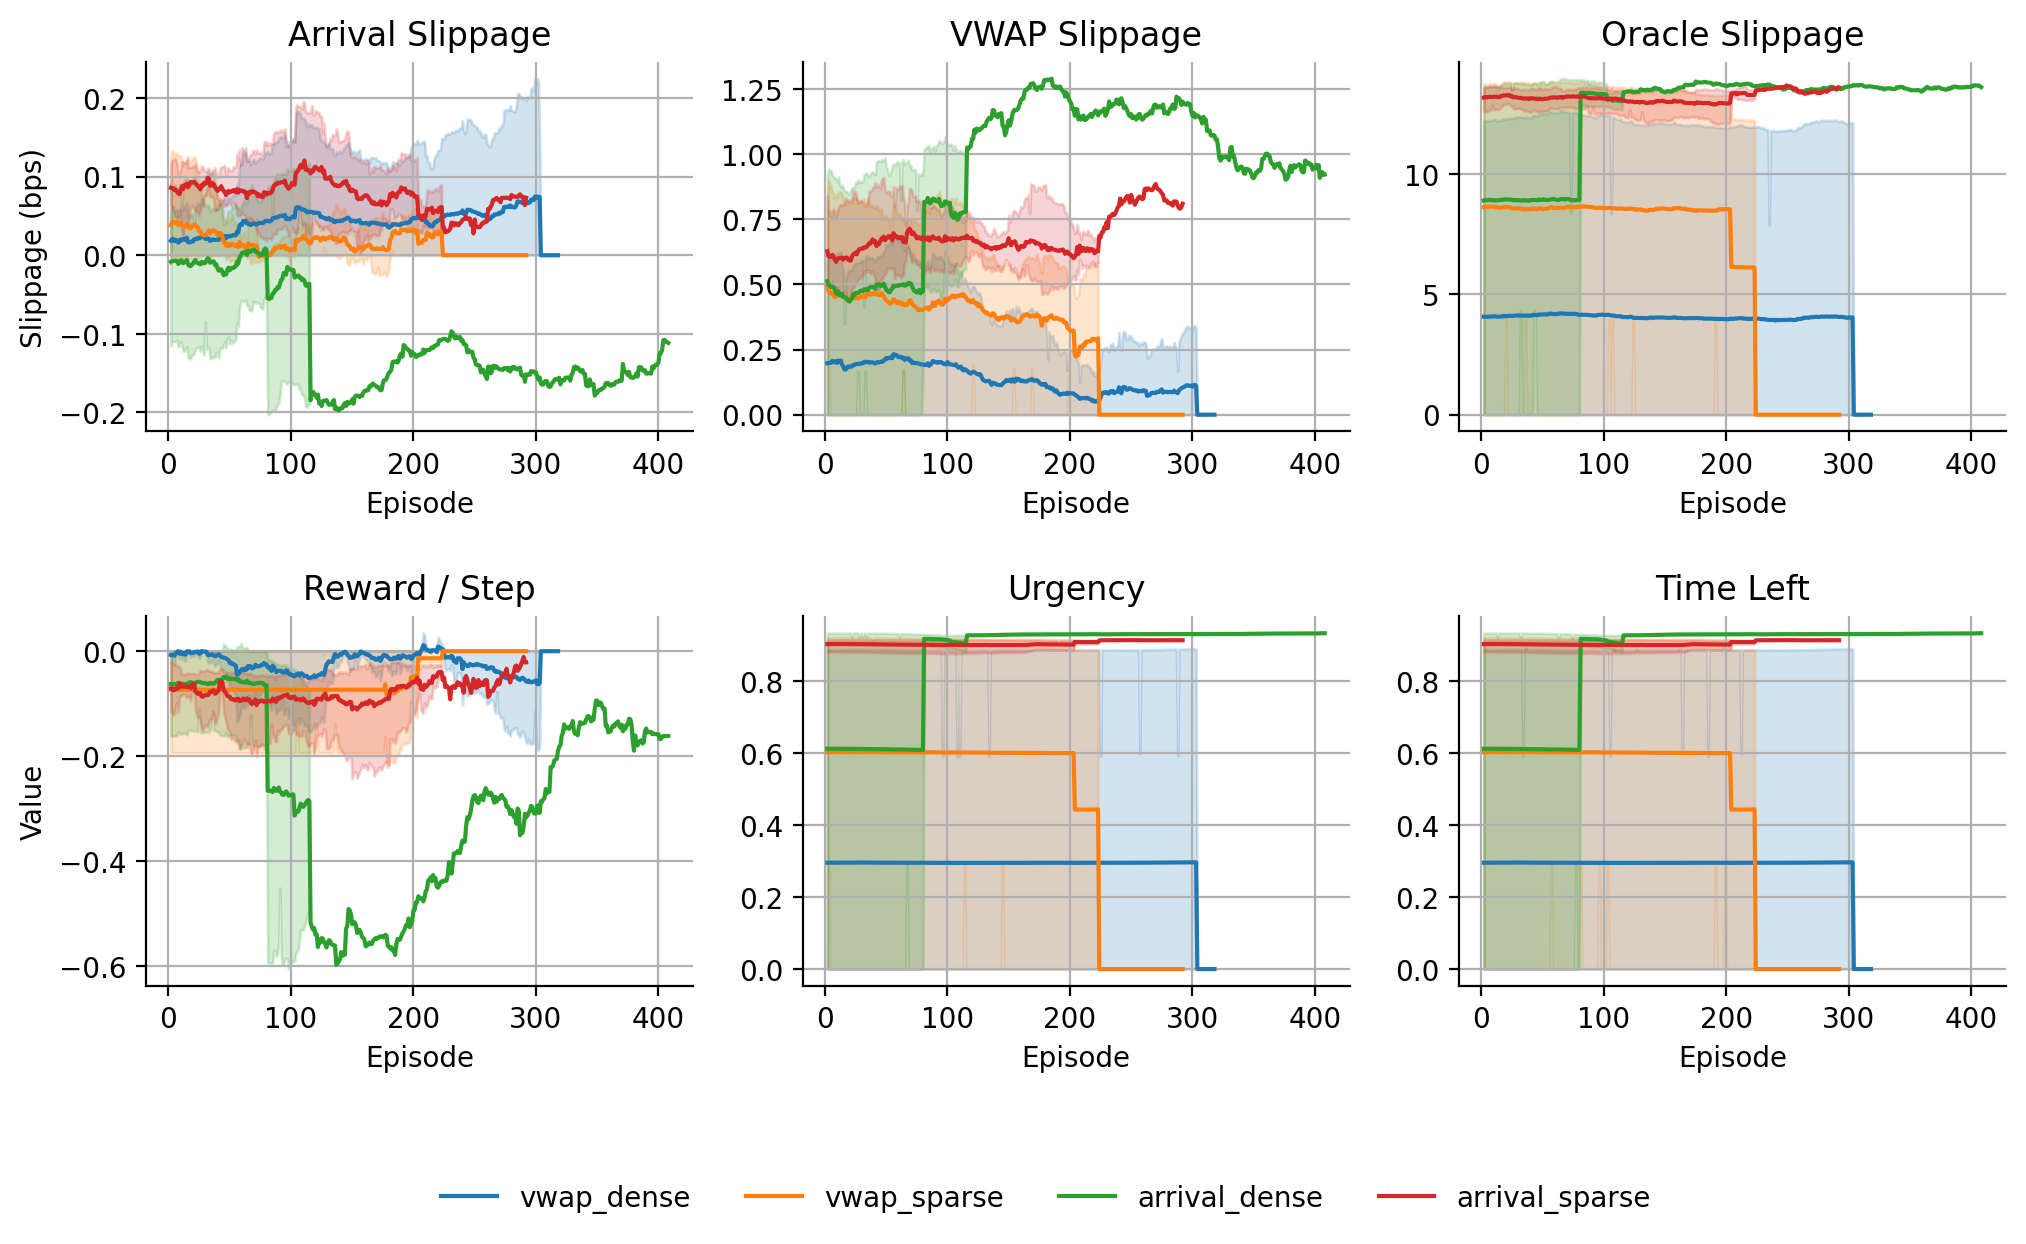 Arrival Slippage
VWAP Slippage
Oracle Slippage
Slippage (bps)
0.2
0.1
0.0
−0.1
−0.2
0 100 200 300 400
Episode
1.25
1.00
0.75
0.50
0.25
0.00
0 100 200 300 400
Episode
10
5
0
0 100 200 300 400
Episode
Reward / Step
Urgency
Time Left
Value
0.0
−0.2
−0.4
−0.6
0 100 200 300 400
Episode
0.8
0.6
0.4
0.2
0.0
0 100 200 300 400
Episode
0.8
0.6
0.4
0.2
0.0
0 100 200 300 400
Episode
vwap_dense vwap_sparse arrival_dense arrival_sparse